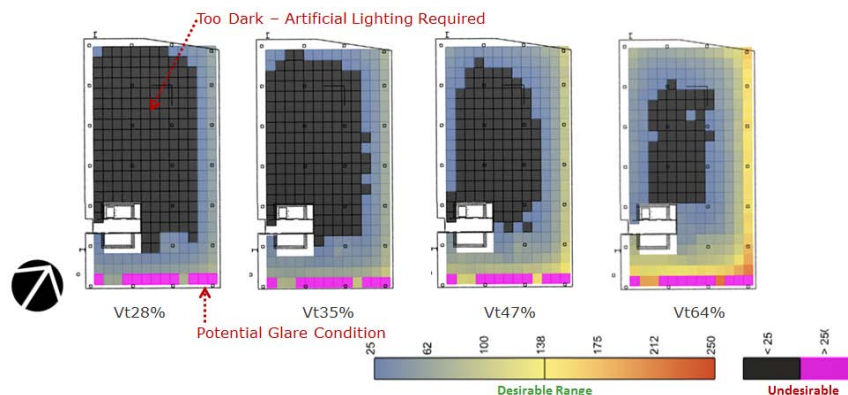 Too Dark – Artificial Lighting Required
Vt28%
Vt35%
Vt47%
Vt64%
Potential Glare Condition
25
62
100
138
175
212
250
< 25
> 250
Desirable Range
Undesirable